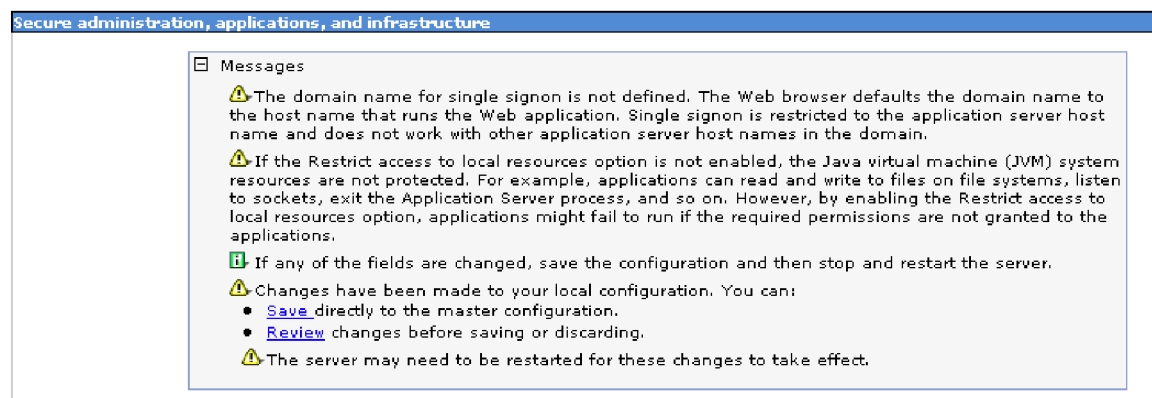 Secure administration, applications, and infrastructure
Messages
The domain name for single signon is not defined. The Web browser defaults the domain name to
the host name that runs the Web application. Single signon is restricted to the application server host
name and does not work with other application server host names in the domain.
If the Restrict access to local resources option is not enabled, the Java virtual machine (JVM) system
resources are not protected. For example, applications can read and write to files on file systems, listen
to sockets, exit the Application Server process, and so on. However, by enabling the Restrict access to
local resources option, applications might fail to run if the required permissions are not granted to the
applications.
If any of the fields are changed, save the configuration and then stop and restart the server.
Changes have been made to your local configuration. You can:
• Save directly to the master configuration.
• Review changes before saving or discarding.
The server may need to be restarted for these changes to take effect.